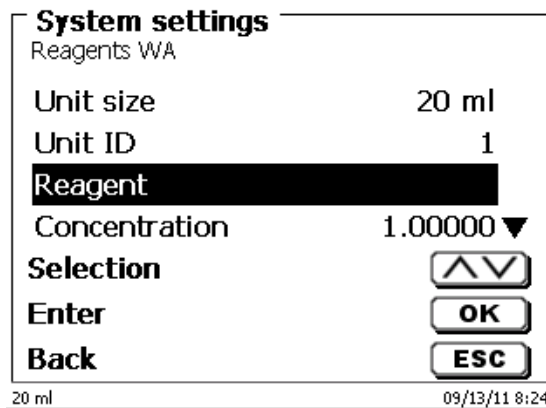 System settings
Reagents WA
Unit size 20 ml
Unit ID 1
Reagent
Concentration 1.00000
Selection
Enter OK
Back ESC
20 ml 09/13/11 8:24